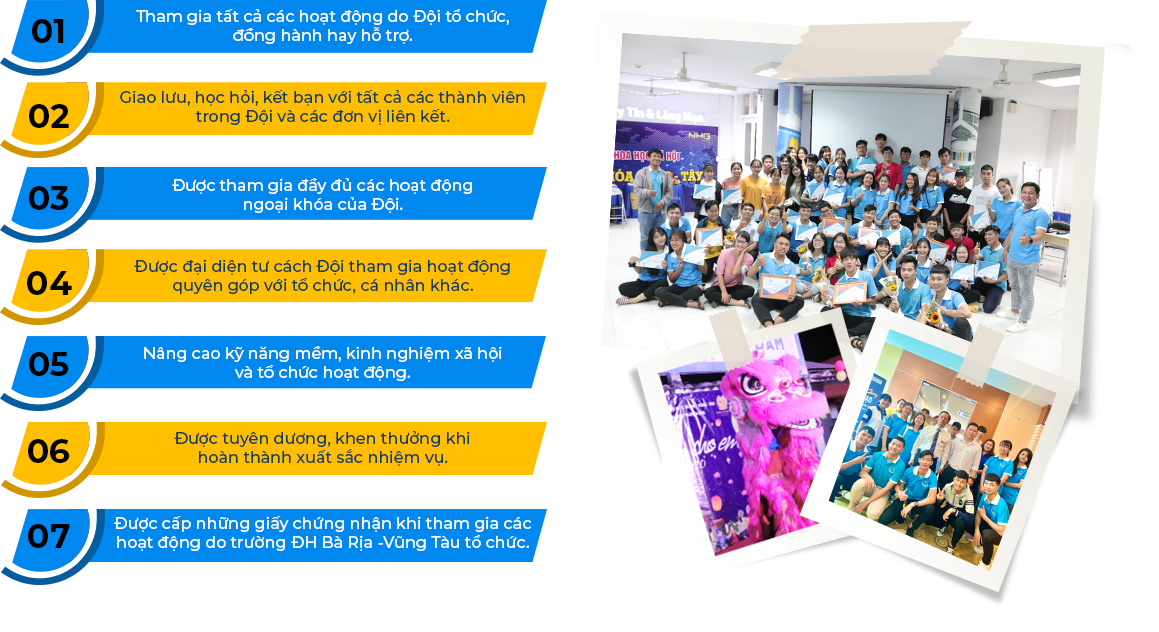 01
Tham gia tất cả các hoạt động do Đội tổ chức,
đồng hành hay hỗ trợ.
02
Giao lưu, học hỏi, kết bạn với tất cả các thành viên
trong Đội và các đơn vị liên kết.
03
Được tham gia đầy đủ các hoạt động
ngoại khóa của Đội.
04
Được đại diện tư cách Đội tham gia hoạt động
quyên góp với tổ chức, cá nhân khác.
05
Nâng cao kỹ năng mềm, kinh nghiệm xã hội
và tổ chức hoạt động.
06
Được tuyên dương, khen thưởng khi
hoàn thành xuất sắc nhiệm vụ.
07
Được cấp những giấy chứng nhận khi tham gia các
hoạt động do trường ĐH Bà Rịa -Vũng Tàu tổ chức.
NHG